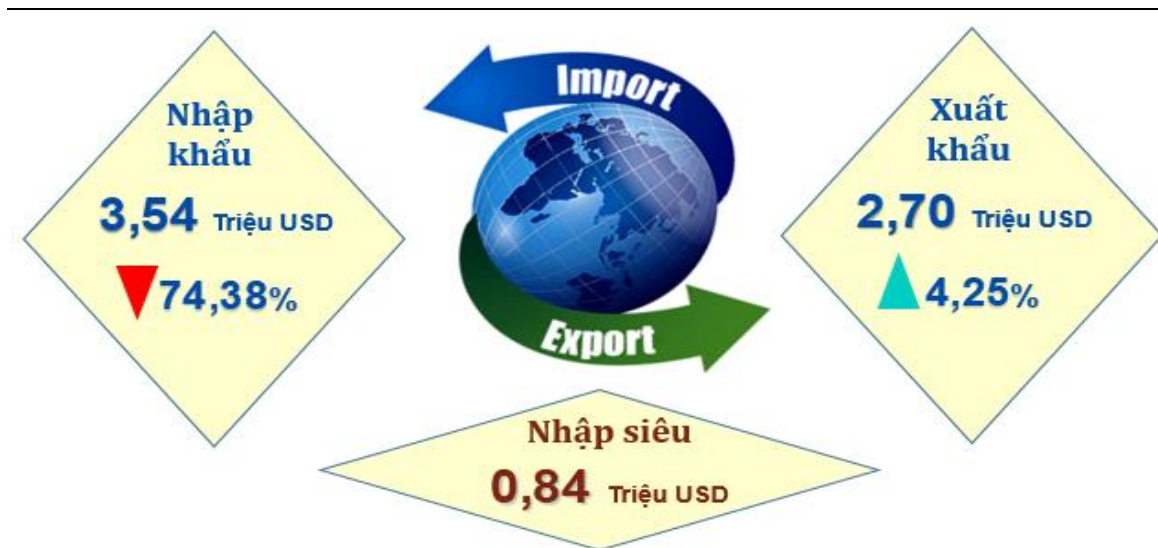 Nhập
khẩu
3,54 Triệu USD
74,38%
Import
Export
Xuất
khẩu
2,70 Triệu USD
4,25%
Nhập siêu
0,84 Triệu USD